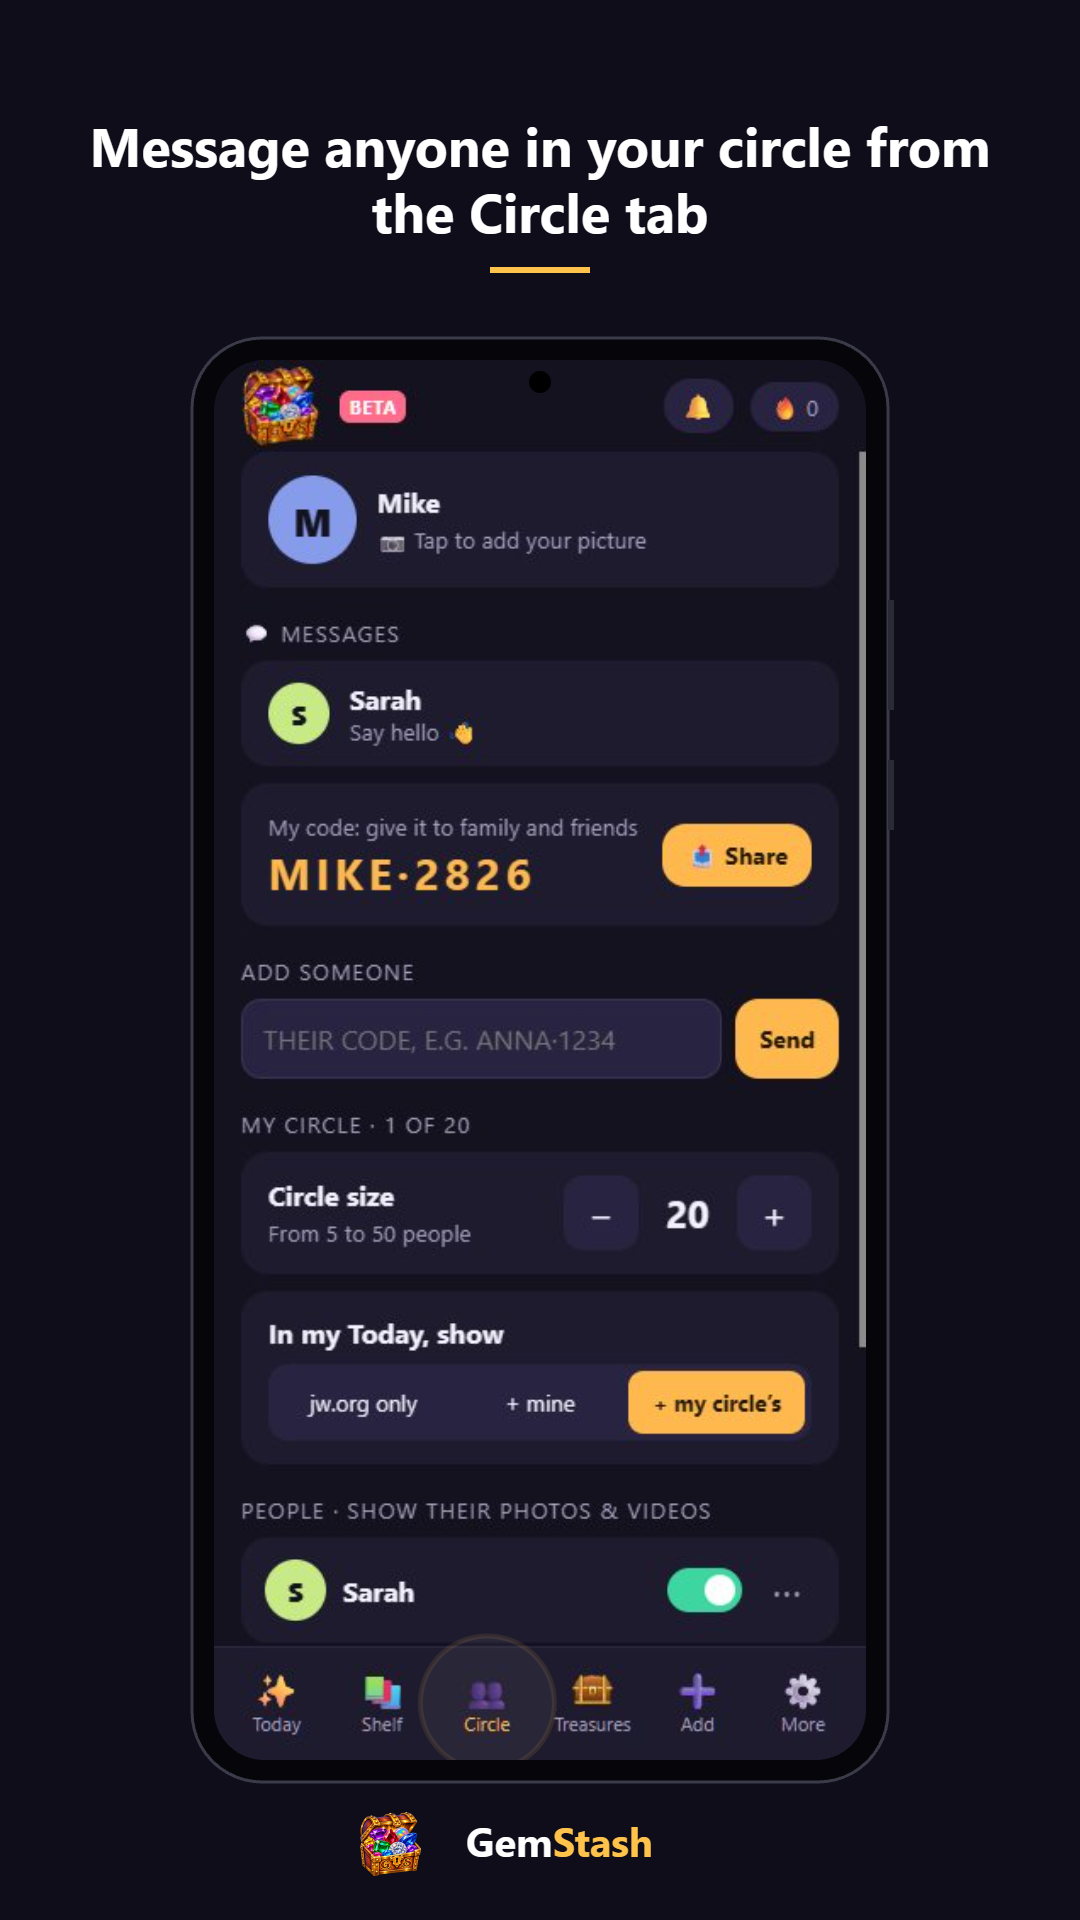 Message anyone in your circle from
the Circle tab
BETA
0
M
Mike
Tap to add your picture
MESSAGES
S
Sarah
Say hello 👋
My code: give it to family and friends
MIKE·2826
Share
ADD SOMEONE
THEIR CODE, E.G. ANNA·1234
Send
MY CIRCLE · 1 OF 20
Circle size
From 5 to 50 people
−
20
+
In my Today, show
jw.org only
+ mine
+ my circle’s
PEOPLE · SHOW THEIR PHOTOS & VIDEOS
S
Sarah
···
Today
Shelf
Circle
Treasures
Add
More
GemStash